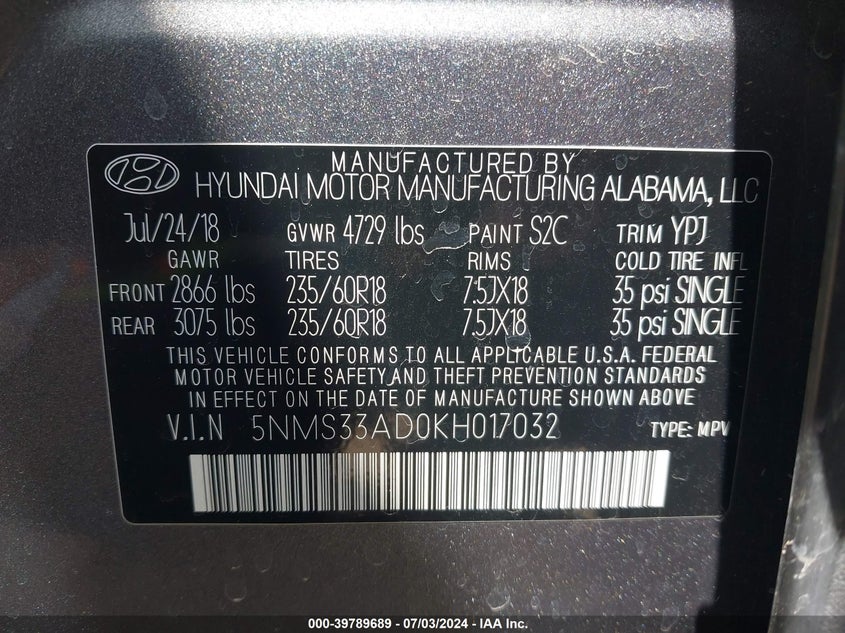 MANUFACTURED BY
HYUNDAI MOTOR MANUFACTURING ALABAMA, LLC
Jul/24/18 GVWR 4729 lbs PAINT S2C TRIM YPJ
GAWR TIRES RIMS COLD TIRE INFL
FRONT 2866 lbs 235/60R18 7.5JX18 35 psi SINGLE
REAR 3075 lbs 235/60R18 7.5JX18 35 psi SINGLE
THIS VEHICLE CONFORMS TO ALL APPLICABLE U.S.A. FEDERAL
MOTOR VEHICLE SAFETY AND THEFT PREVENTION STANDARDS
IN EFFECT ON THE DATE OF MANUFACTURE SHOWN ABOVE
V.I.N 5NMS33AD0KH017032 TYPE: MPV
000-39789689 - 07/03/2024 - IAA Inc.